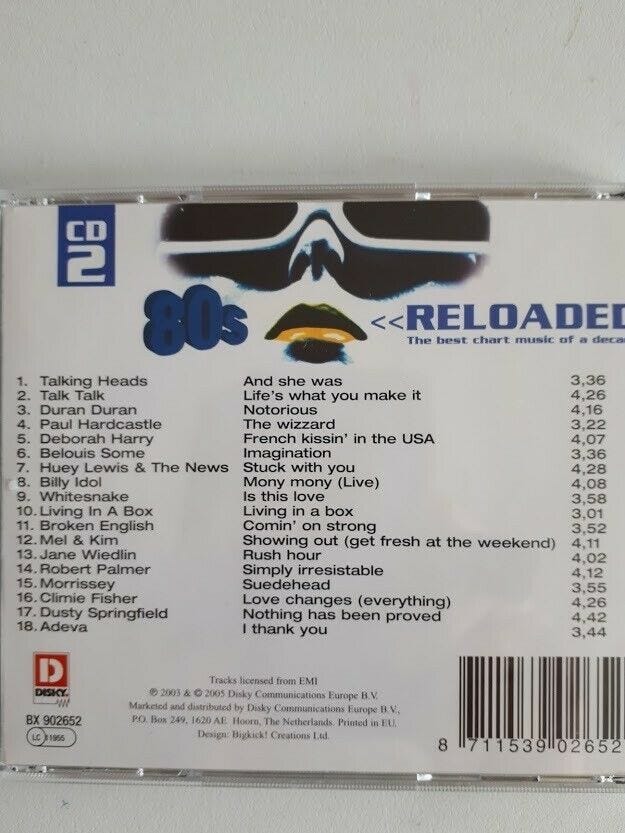 CD
2
80s
<<RELOADED
The best chart music of a deca
1. Talking Heads And she was 3,36
2. Talk Talk Life's what you make it 4,26
3. Duran Duran Notorious 4,16
4. Paul Hardcastle The wizzard 3,22
5. Deborah Harry French kissin' in the USA 4,07
6. Belouis Some Imagination 3,36
7. Huey Lewis & The News Stuck with you 4,28
8. Billy Idol Mony mony (Live) 4,08
9. Whitesnake Is this love 3,58
10. Living In A Box Living in a box 3,01
11. Broken English Comin' on strong 3,52
12. Mel & Kim Showing out (get fresh at the weekend) 4,11
13. Jane Wiedlin Rush hour 4,02
14. Robert Palmer Simply irresistable 4,12
15. Morrissey Suedehead 3,55
16. Climie Fisher Love changes (everything) 4,26
17. Dusty Springfield Nothing has been proved 4,42
18. Adeva I thank you 3,44
D
DISKY
BX 902652
LC 11955
Tracks licensed from EMI
℗ 2003 & © 2005 Disky Communications Europe B.V.
Marketed and distributed by Disky Communications Europe B.V.,
P.O. Box 249, 1620 AE Hoorn, The Netherlands. Printed in EU.
Design: Bigkick! Creations Ltd.
8 711539 02652